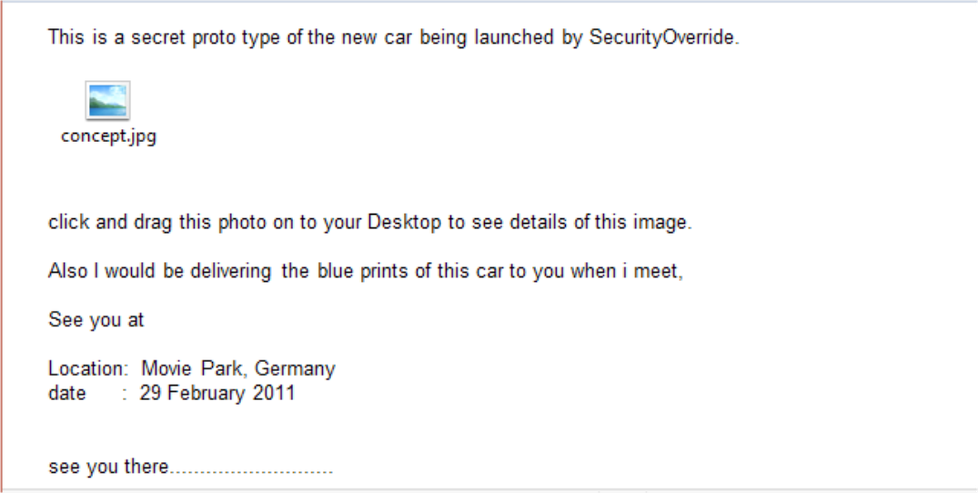 This is a secret proto type of the new car being launched by SecurityOverride.
concept.jpg
click and drag this photo on to your Desktop to see details of this image.
Also I would be delivering the blue prints of this car to you when i meet,
See you at
Location: Movie Park, Germany
date : 29 February 2011
see you there...........................